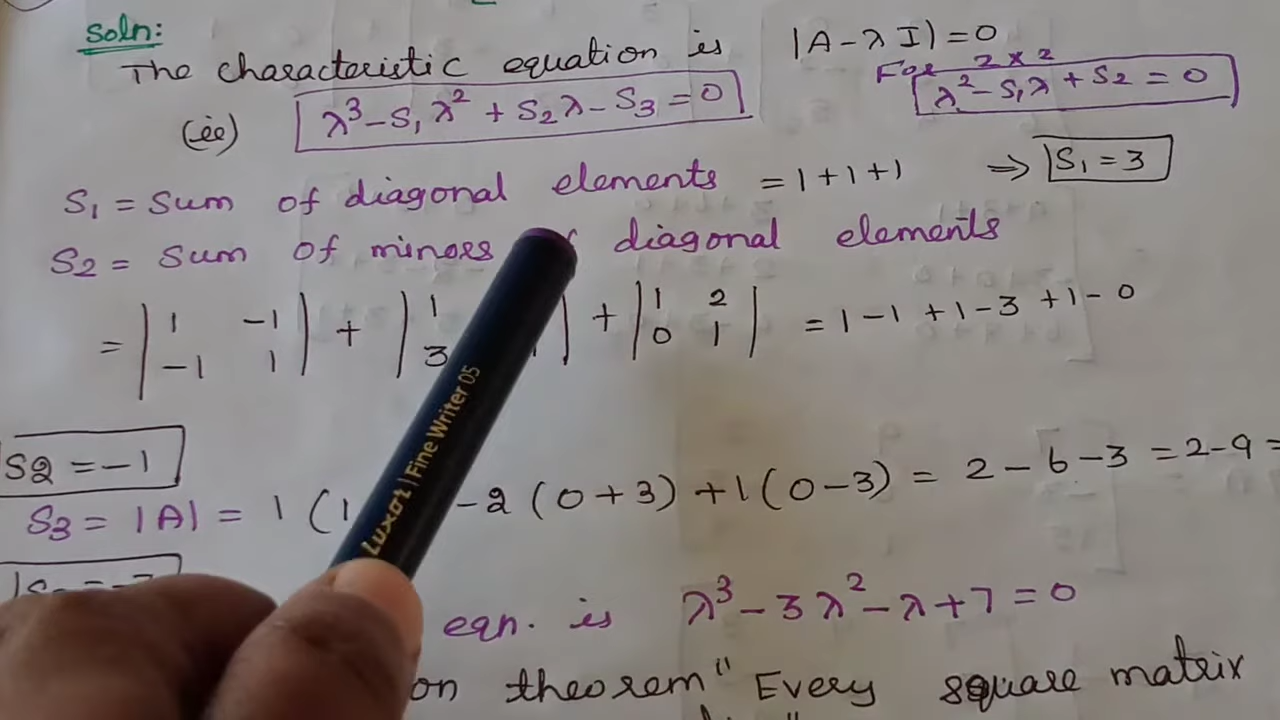 Soln:
The characteristic equation is |A-λI|=0
For 2×2
(ie) λ³-S₁λ²+S₂λ-S₃=0 λ²-S₁λ+S₂=0
S₁ = Sum of diagonal elements = 1+1+1 ⇒ S₁=3
S₂ = Sum of minors diagonal elements
= | 1 -1 | + | 1 | + | 1 2 | = 1-1+1-3+1-0
| -1 1 | | 3 | | 0 1 |
S2 = -1
S₃ = |A| = 1( -2(0+3)+1(0-3) = 2-6-3 = 2-9 =
eqn. is λ³-3λ²-λ+7=0
on theorem" Every square matrix
Luxor | Fine Writer 05